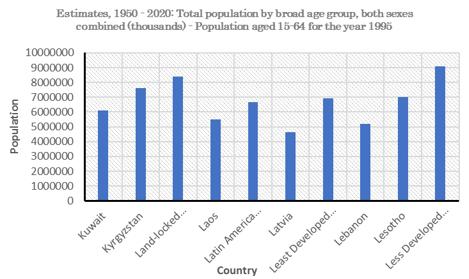 Estimates, 1950 - 2020: Total population by broad age group, both sexes
combined (thousands) - Population aged 15-64 for the year 1995
10000000
9000000
8000000
7000000
6000000
5000000
4000000
3000000
2000000
1000000
0
Population
Kuwait
Kyrgyzstan
Land-locked...
Laos
Latin America...
Latvia
Least Developed...
Lebanon
Lesotho
Less Developed...
Country